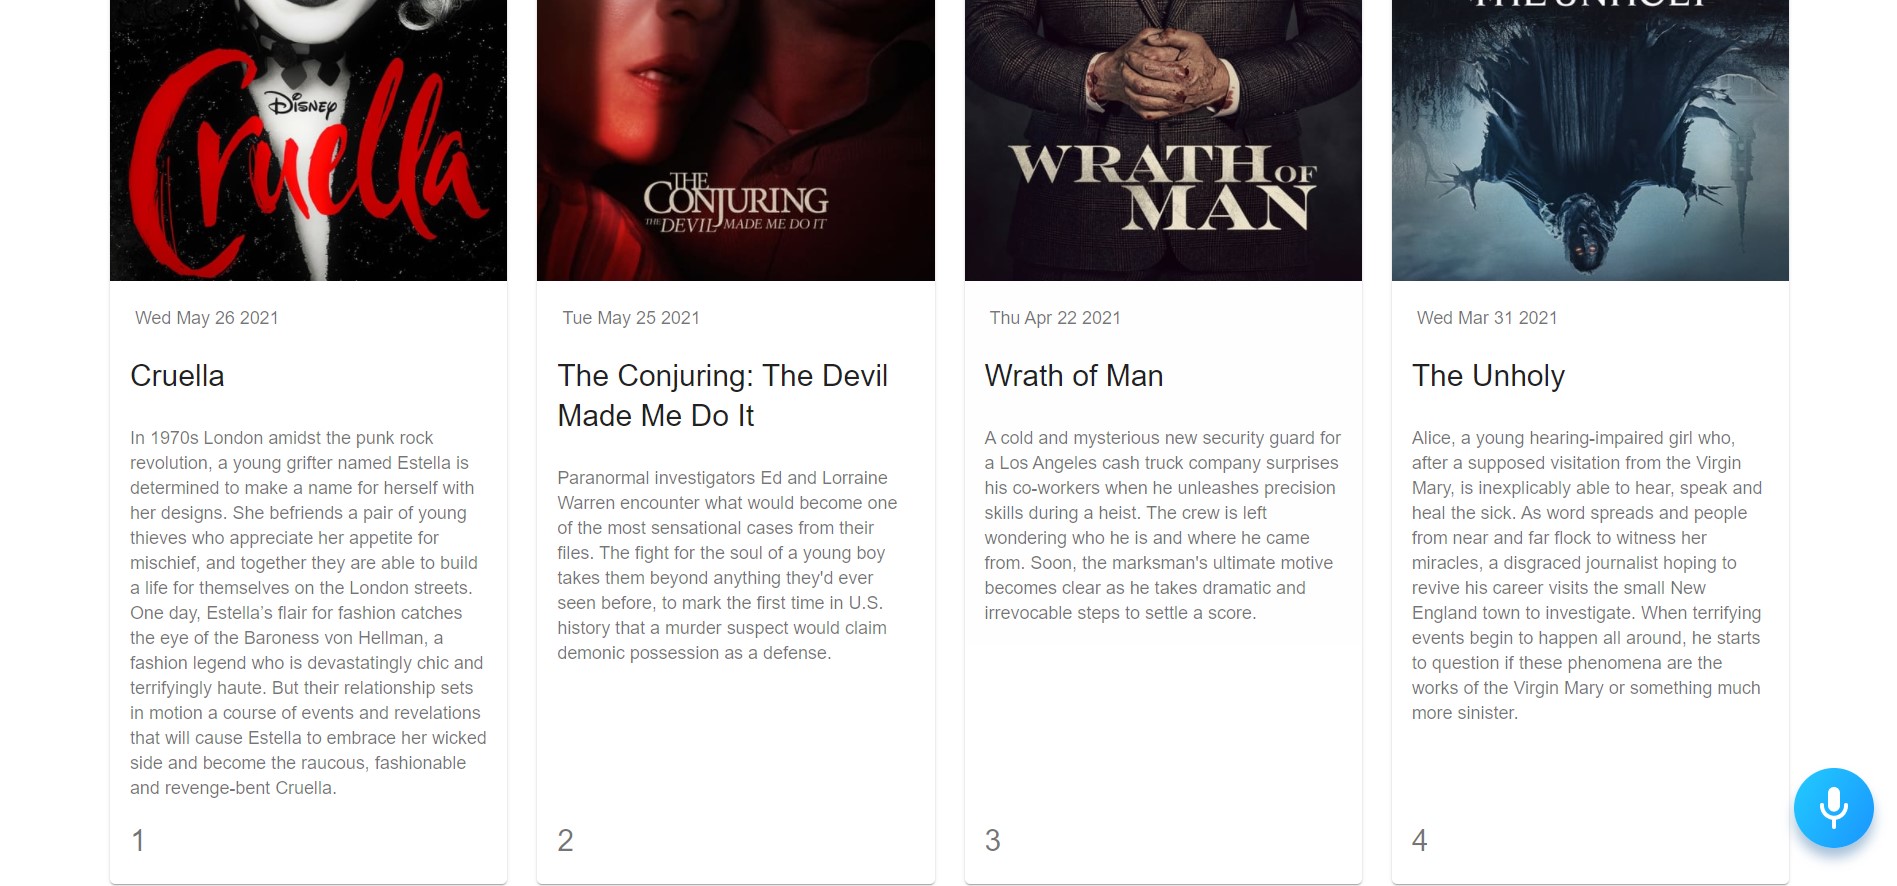 THE UNHOLY
DISNEY
Cruella
THE
CONJURING
THE DEVIL MADE ME DO IT
WRATH OF
MAN
Wed May 26 2021
Cruella
In 1970s London amidst the punk rock
revolution, a young grifter named Estella is
determined to make a name for herself with
her designs. She befriends a pair of young
thieves who appreciate her appetite for
mischief, and together they are able to build
a life for themselves on the London streets.
One day, Estella’s flair for fashion catches
the eye of the Baroness von Hellman, a
fashion legend who is devastatingly chic and
terrifyingly haute. But their relationship sets
in motion a course of events and revelations
that will cause Estella to embrace her wicked
side and become the raucous, fashionable
and revenge-bent Cruella.
1
Tue May 25 2021
The Conjuring: The Devil
Made Me Do It
Paranormal investigators Ed and Lorraine
Warren encounter what would become one
of the most sensational cases from their
files. The fight for the soul of a young boy
takes them beyond anything they'd ever
seen before, to mark the first time in U.S.
history that a murder suspect would claim
demonic possession as a defense.
2
Thu Apr 22 2021
Wrath of Man
A cold and mysterious new security guard for
a Los Angeles cash truck company surprises
his co-workers when he unleashes precision
skills during a heist. The crew is left
wondering who he is and where he came
from. Soon, the marksman's ultimate motive
becomes clear as he takes dramatic and
irrevocable steps to settle a score.
3
Wed Mar 31 2021
The Unholy
Alice, a young hearing-impaired girl who,
after a supposed visitation from the Virgin
Mary, is inexplicably able to hear, speak and
heal the sick. As word spreads and people
from near and far flock to witness her
miracles, a disgraced journalist hoping to
revive his career visits the small New
England town to investigate. When terrifying
events begin to happen all around, he starts
to question if these phenomena are the
works of the Virgin Mary or something much
more sinister.
4